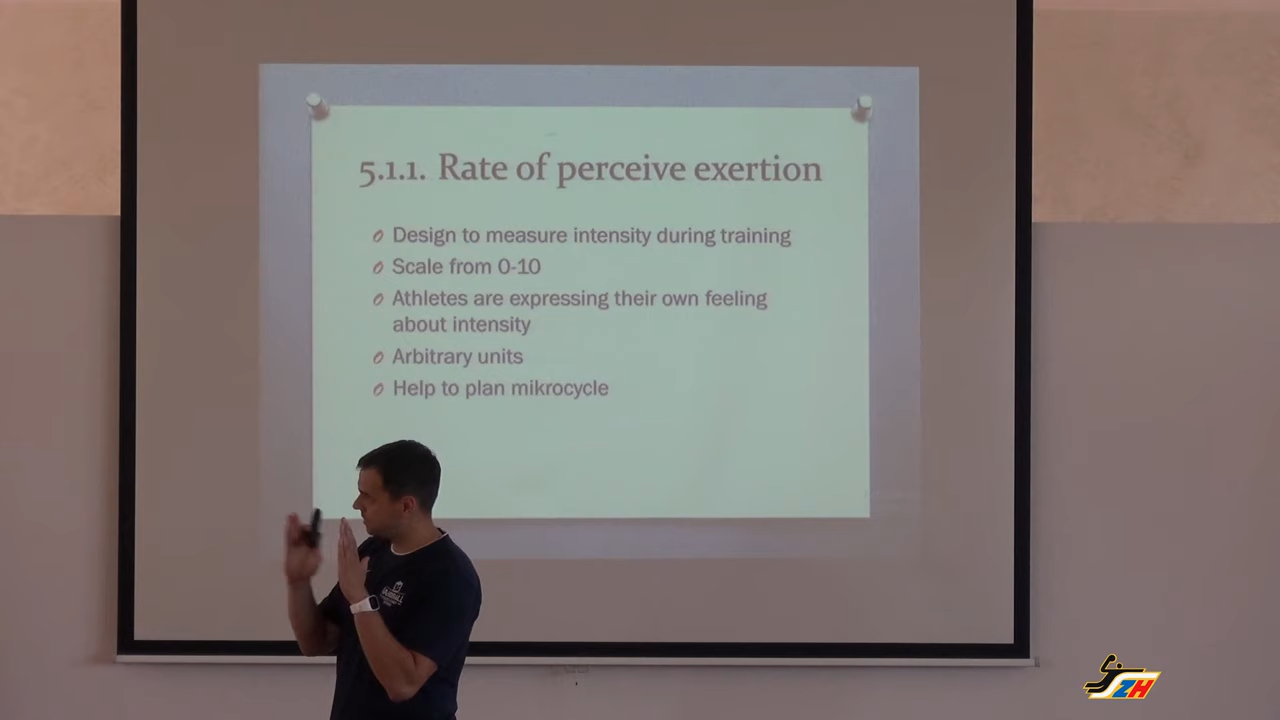 5.1.1. Rate of perceive exertion
Design to measure intensity during training
Scale from 0-10
Athletes are expressing their own feeling
about intensity
Arbitrary units
Help to plan mikrocycle
ZH